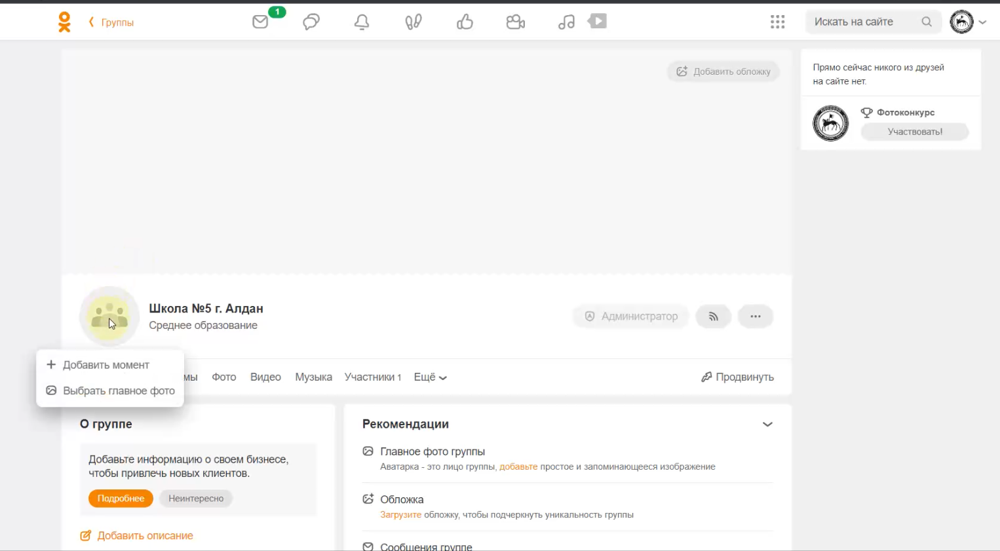 Группы
1
Искать на сайте
Добавить обложку
Прямо сейчас никого из друзей
на сайте нет.
Фотоконкурс
Участвовать!
Школа №5 г. Алдан
Среднее образование
Администратор
Добавить момент
Выбрать главное фото
мы Фото Видео Музыка Участники 1 Ещё
Продвинуть
О группе
Добавьте информацию о своем бизнесе,
чтобы привлечь новых клиентов.
Подробнее Неинтересно
Добавить описание
Рекомендации
Главное фото группы
Аватарка - это лицо группы, добавьте простое и запоминающееся изображение
Обложка
Загрузите обложку, чтобы подчеркнуть уникальность группы
Сообщения группе